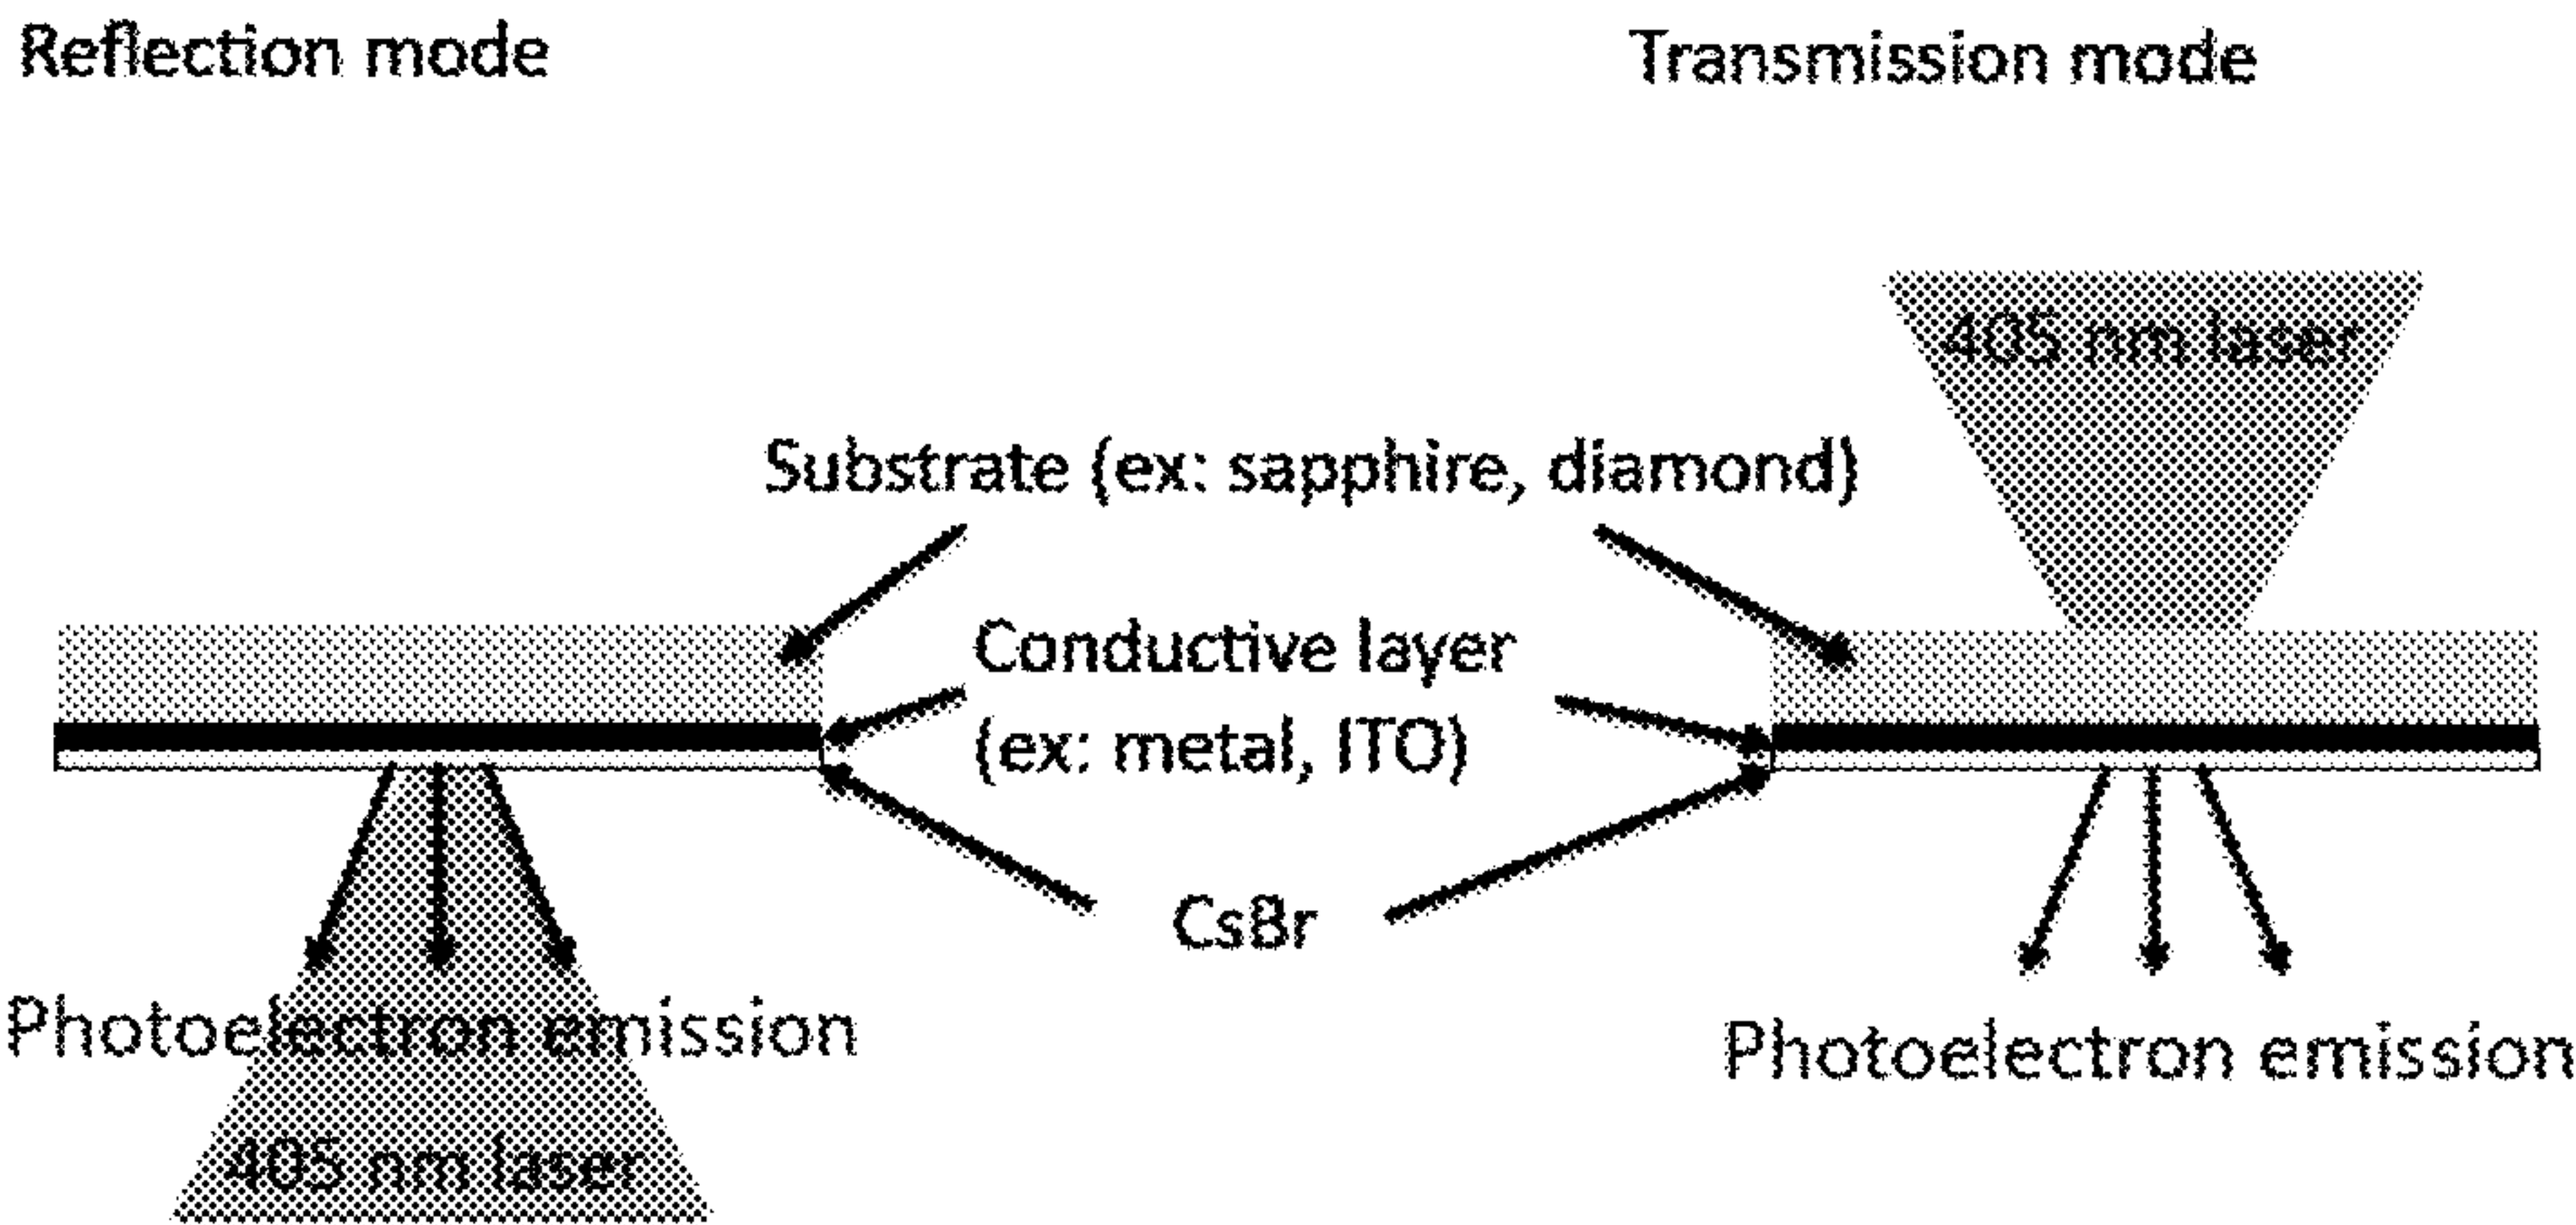 Reflection mode
Transmission mode
405 nm laser
Substrate (ex: sapphire, diamond)
Conductive layer
(ex: metal, ITO)
CsBr
Photoelectron emission
Photoelectron emission
405 nm laser